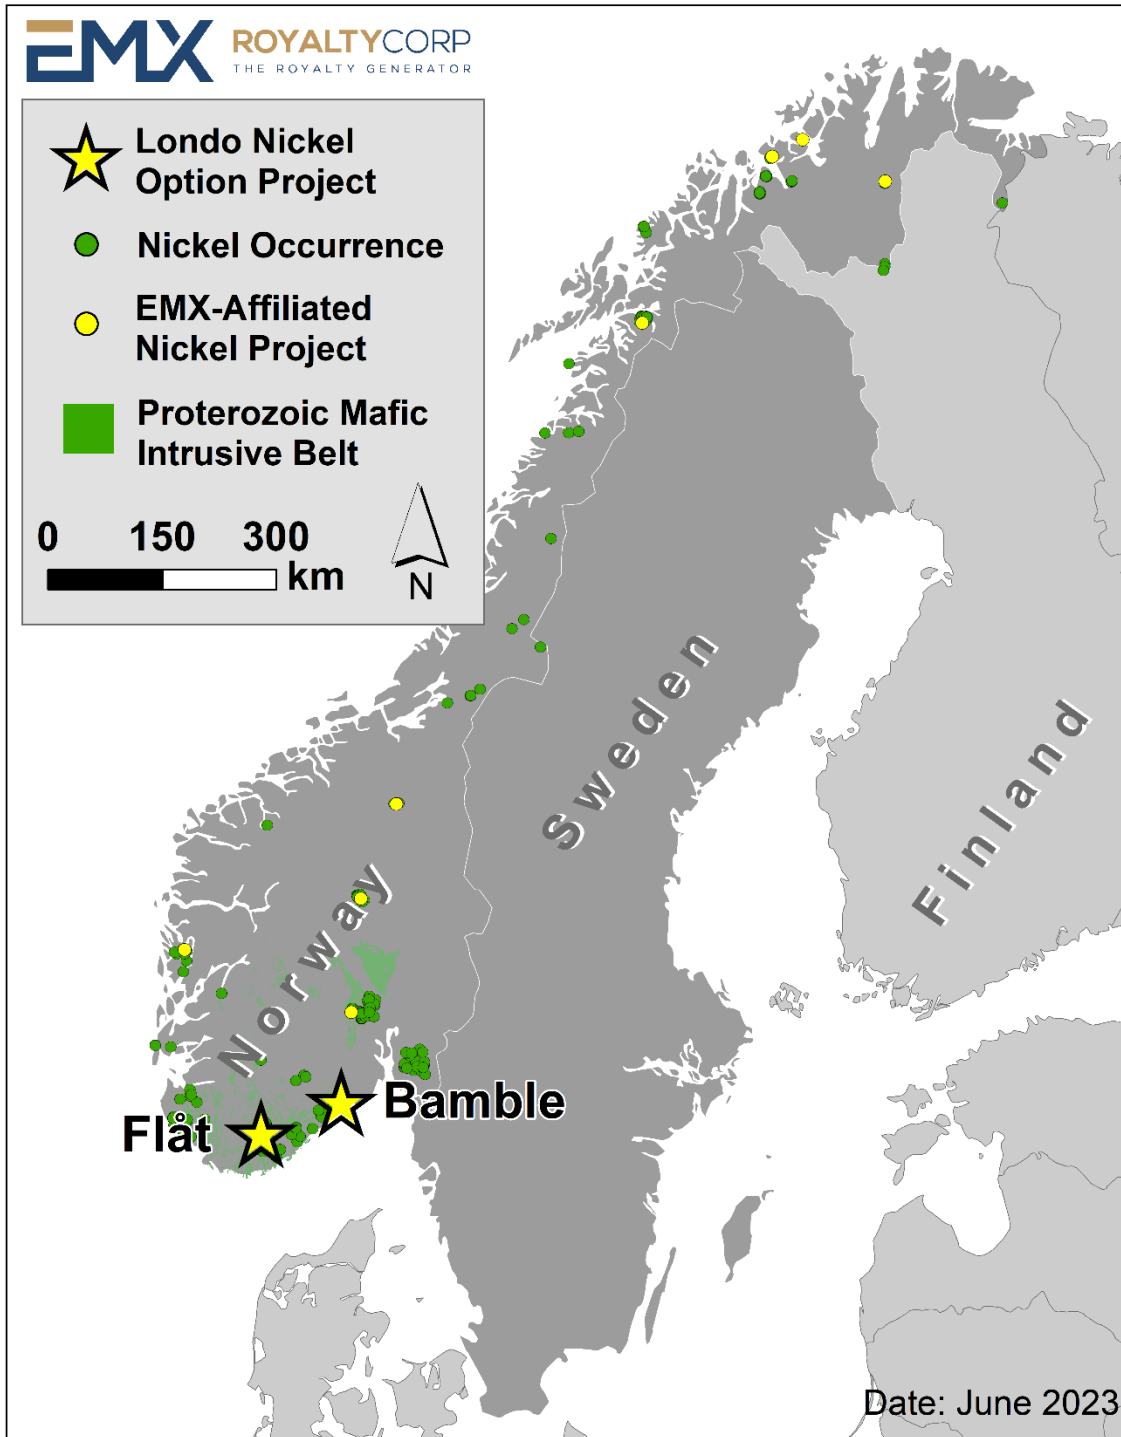 EMX ROYALTYCORP
THE ROYALTY GENERATOR
Londo Nickel
Option Project
Nickel Occurrence
EMX-Affiliated
Nickel Project
Proterozoic Mafic
Intrusive Belt
0 150 300
km
N
Sweden
Finland
Norway
Bamble
Flåt
Date: June 2023